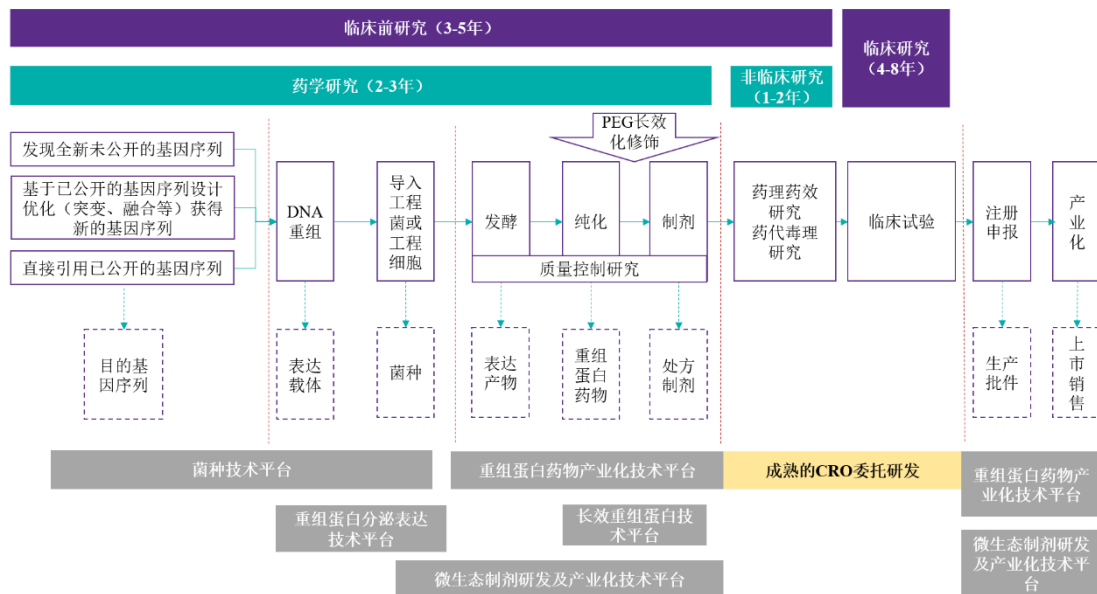 临床前研究（3-5年）
临床研究
（4-8年）
药学研究（2-3年）
非临床研究
（1-2年）
PEG长效
化修饰
发现全新未公开的基因序列
基于已公开的基因序列设计
优化（突变、融合等）获得
新的基因序列
直接引用已公开的基因序列
DNA
重组
导入
工程
菌或
工程
细胞
发酵
纯化
制剂
质量控制研究
药理药效
研究
药代毒理
研究
临床试验
注册
申报
产
业
化
目的基
因序列
表达
载体
菌种
表达
产物
重组
蛋白
药物
处方
制剂
生产
批件
上
市
销
售
菌种技术平台
重组蛋白药物产业化技术平台
成熟的CRO委托研发
重组蛋白药物产
业化技术平台
重组蛋白分泌表达
技术平台
长效重组蛋白技
术平台
微生态制剂研发及产业化技术平台
微生态制剂研发
及产业化技术平
台